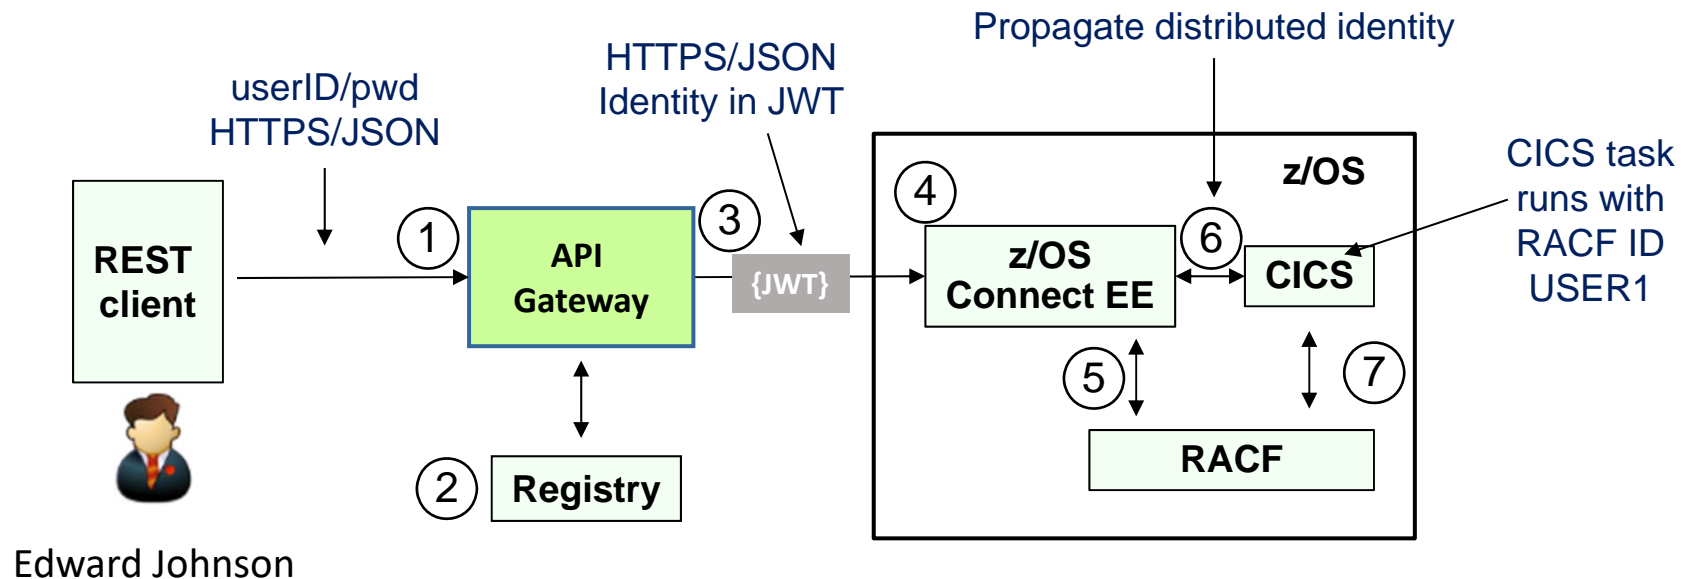 Propagate distributed identity
HTTPS/JSON
Identity in JWT
userID/pwd
HTTPS/JSON
z/OS
CICS task
runs with
RACF ID
USER1
REST
client
1
API
Gateway
3
{JWT}
4
z/OS
Connect EE
6
CICS
5
7
RACF
2
Registry
Edward Johnson